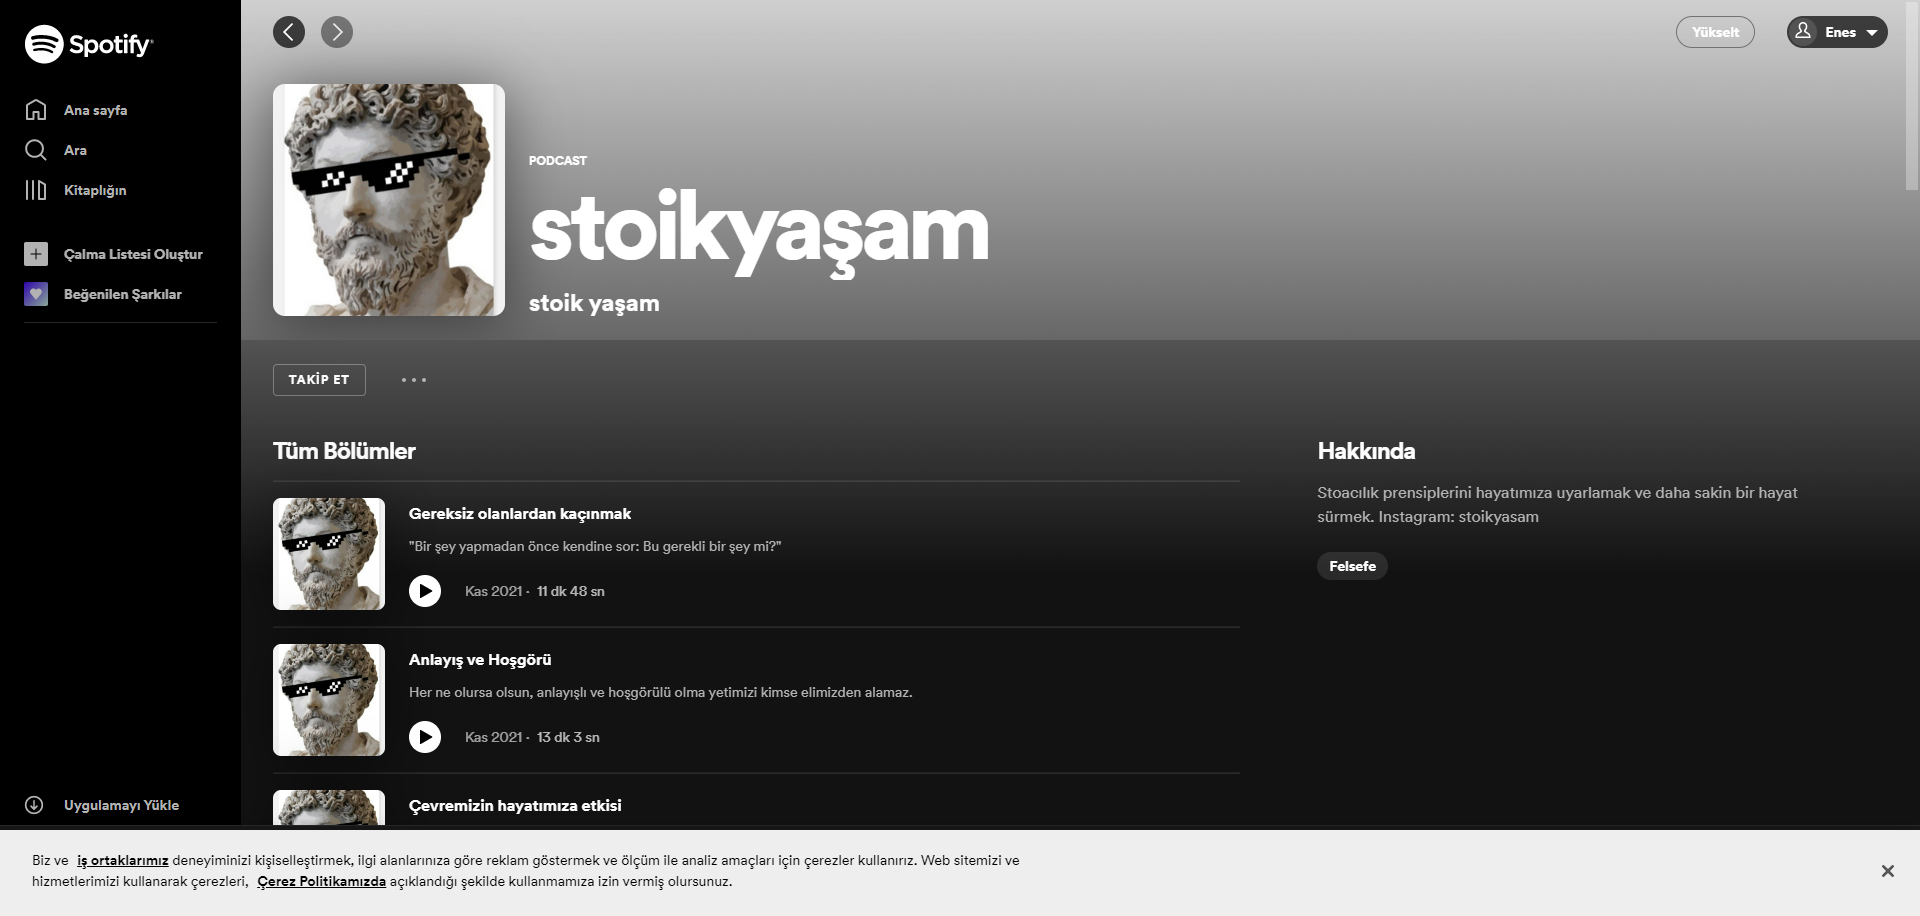 Spotify
Ana sayfa
Ara
Kitaplığın
Çalma Listesi Oluştur
Beğenilen Şarkılar
Uygulamayı Yükle
Yükselt
Enes
PODCAST
stoikyaşam
stoik yaşam
TAKİP ET
Tüm Bölümler
Gereksiz olanlardan kaçınmak
"Bir şey yapmadan önce kendine sor: Bu gerekli bir şey mi?"
Kas 2021 · 11 dk 48 sn
Anlayış ve Hoşgörü
Her ne olursa olsun, anlayışlı ve hoşgörülü olma yetimizi kimse elimizden alamaz.
Kas 2021 · 13 dk 3 sn
Çevremizin hayatımıza etkisi
Hakkında
Stoacılık prensiplerini hayatımıza uyarlamak ve daha sakin bir hayat
sürmek. Instagram: stoikyasam
Felsefe
Biz ve iş ortaklarımız deneyiminizi kişiselleştirmek, ilgi alanlarınıza göre reklam göstermek ve ölçüm ile analiz amaçları için çerezler kullanırız. Web sitemizi ve
hizmetlerimizi kullanarak çerezleri, Çerez Politikamızda açıklandığı şekilde kullanmamıza izin vermiş olursunuz.